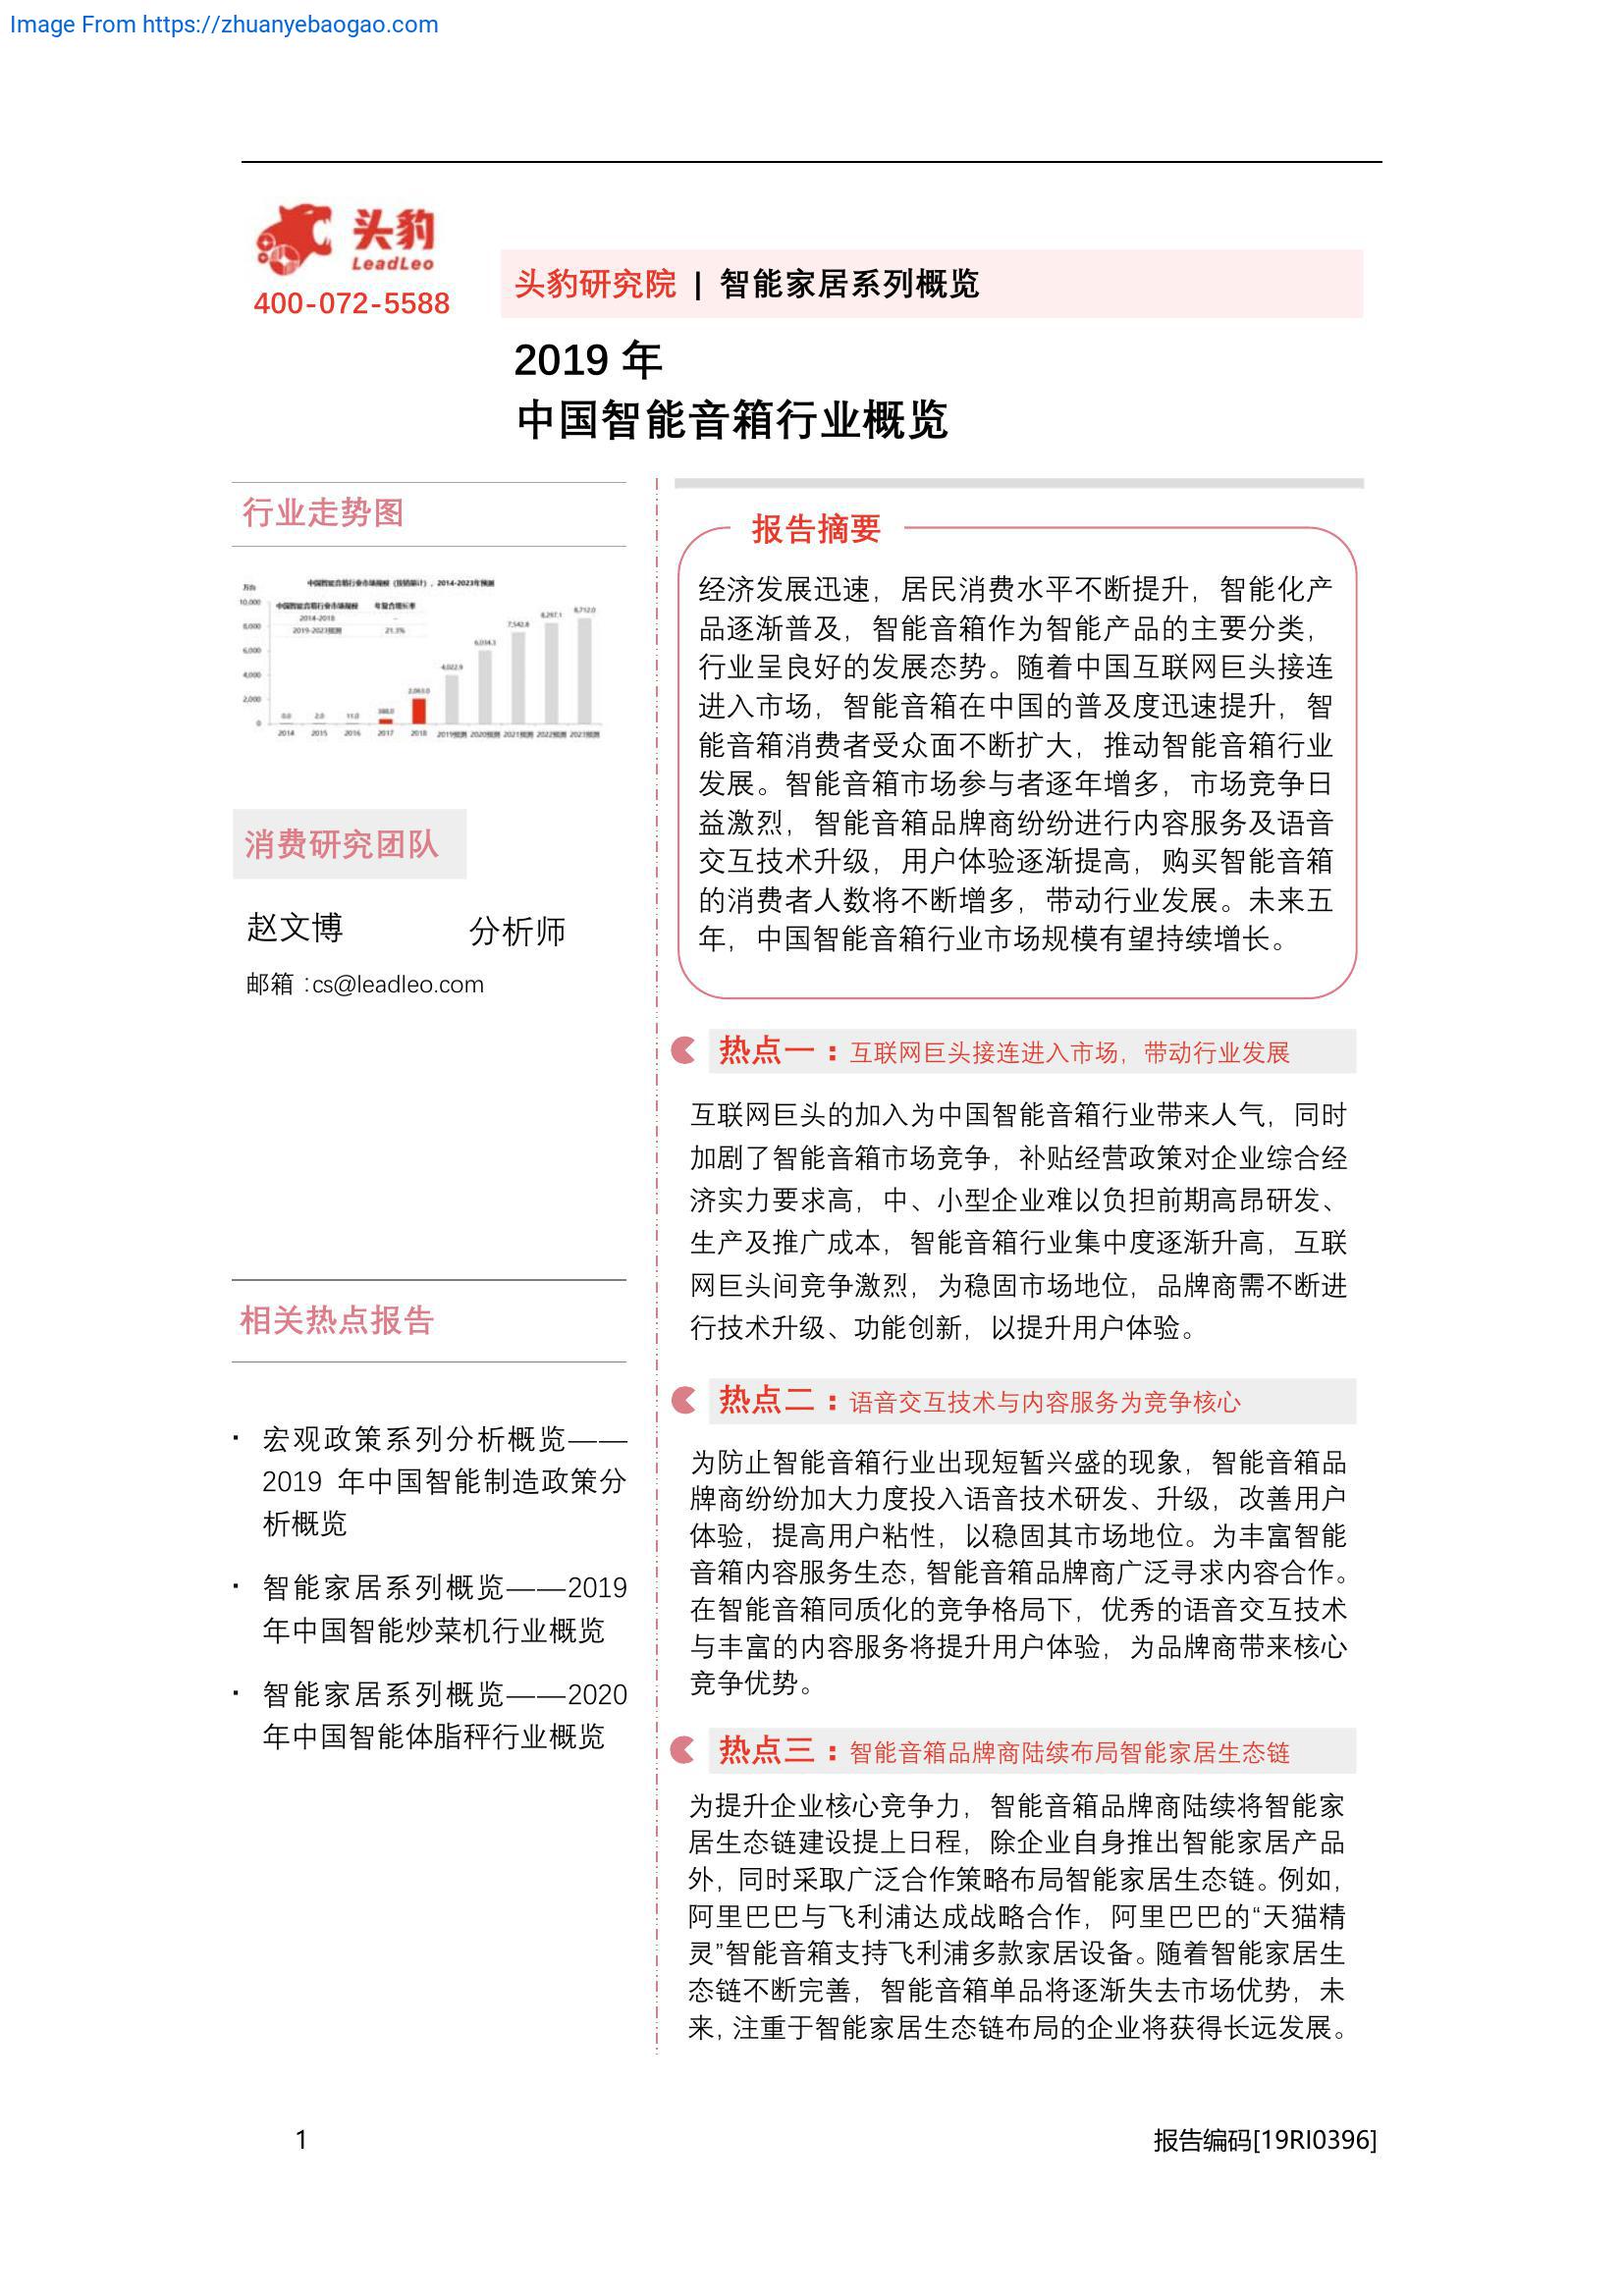 Image From https://zhuanyebaogao.com
头豹
LeadLeo
400-072-5588
头豹研究院 | 智能家居系列概览
2019 年
中国智能音箱行业概览
行业走势图
中国智能音箱行业市场规模（按销量计），2014-2023年预测
万台
中国智能音箱行业市场规模 年复合增长率
2014-2018 -
2019-2023预测 21.3%
10,000
8,000
6,000
4,000
2,000
0
0.0 2.0 11.0 388.0 2,063.0 4,022.9 6,034.3 7,542.8 8,297.1 8,712.0
2014 2015 2016 2017 2018 2019预测 2020预测 2021预测 2022预测 2023预测
消费研究团队
赵文博 分析师
邮箱 :cs@leadleo.com
相关热点报告
· 宏观政策系列分析概览——
2019 年中国智能制造政策分
析概览
· 智能家居系列概览——2019
年中国智能炒菜机行业概览
· 智能家居系列概览——2020
年中国智能体脂秤行业概览
报告摘要
经济发展迅速，居民消费水平不断提升，智能化产
品逐渐普及，智能音箱作为智能产品的主要分类，
行业呈良好的发展态势。随着中国互联网巨头接连
进入市场，智能音箱在中国的普及度迅速提升，智
能音箱消费者受众面不断扩大，推动智能音箱行业
发展。智能音箱市场参与者逐年增多，市场竞争日
益激烈，智能音箱品牌商纷纷进行内容服务及语音
交互技术升级，用户体验逐渐提高，购买智能音箱
的消费者人数将不断增多，带动行业发展。未来五
年，中国智能音箱行业市场规模有望持续增长。
热点一：互联网巨头接连进入市场，带动行业发展
互联网巨头的加入为中国智能音箱行业带来人气，同时
加剧了智能音箱市场竞争，补贴经营政策对企业综合经
济实力要求高，中、小型企业难以负担前期高昂研发、
生产及推广成本，智能音箱行业集中度逐渐升高，互联
网巨头间竞争激烈，为稳固市场地位，品牌商需不断进
行技术升级、功能创新，以提升用户体验。
热点二：语音交互技术与内容服务为竞争核心
为防止智能音箱行业出现短暂兴盛的现象，智能音箱品
牌商纷纷加大力度投入语音技术研发、升级，改善用户
体验，提高用户粘性，以稳固其市场地位。为丰富智能
音箱内容服务生态，智能音箱品牌商广泛寻求内容合作。
在智能音箱同质化的竞争格局下，优秀的语音交互技术
与丰富的内容服务将提升用户体验，为品牌商带来核心
竞争优势。
热点三：智能音箱品牌商陆续布局智能家居生态链
为提升企业核心竞争力，智能音箱品牌商陆续将智能家
居生态链建设提上日程，除企业自身推出智能家居产品
外，同时采取广泛合作策略布局智能家居生态链。例如，
阿里巴巴与飞利浦达成战略合作，阿里巴巴的“天猫精
灵”智能音箱支持飞利浦多款家居设备。随着智能家居生
态链不断完善，智能音箱单品将逐渐失去市场优势，未
来，注重于智能家居生态链布局的企业将获得长远发展。
1 报告编码[19RI0396]